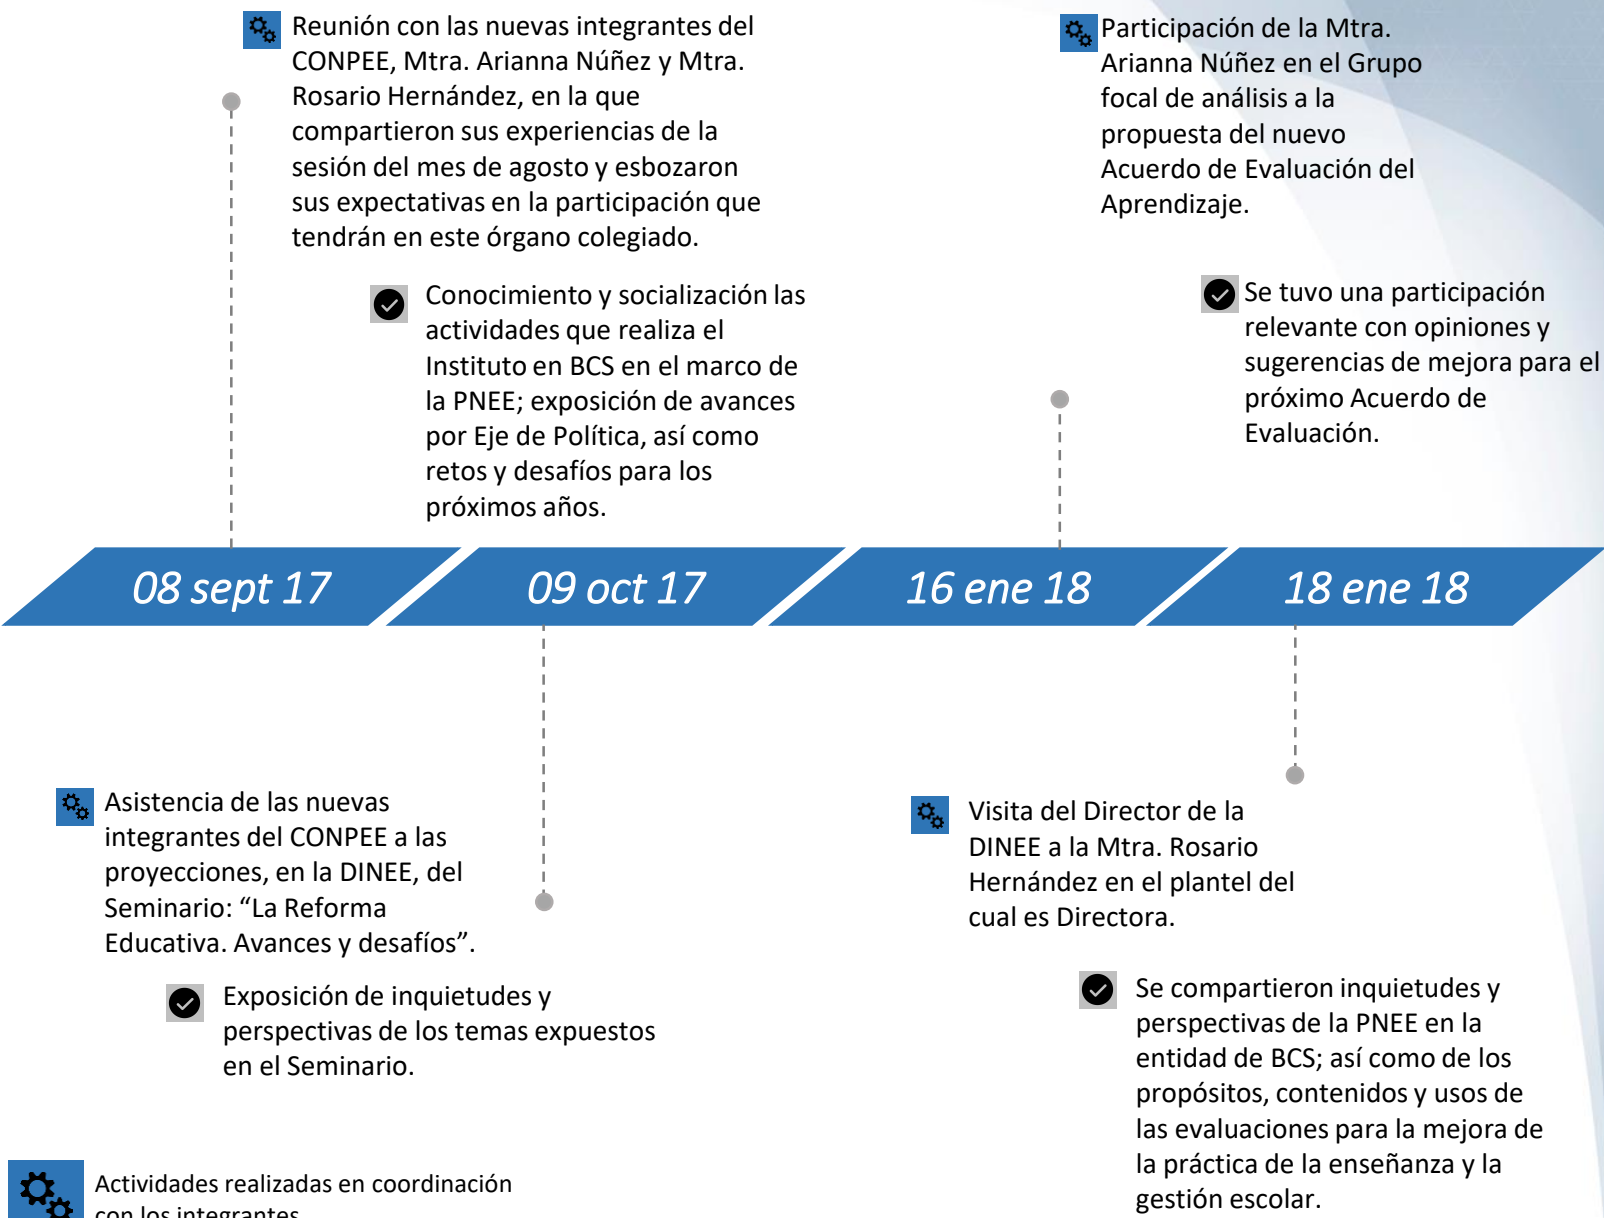 Reunión con las nuevas integrantes del
CONPEE, Mtra. Arianna Núñez y Mtra.
Rosario Hernández, en la que
compartieron sus experiencias de la
sesión del mes de agosto y esbozaron
sus expectativas en la participación que
tendrán en este órgano colegiado.
Conocimiento y socialización las
actividades que realiza el
Instituto en BCS en el marco de
la PNEE; exposición de avances
por Eje de Política, así como
retos y desafíos para los
próximos años.
Participación de la Mtra.
Arianna Núñez en el Grupo
focal de análisis a la
propuesta del nuevo
Acuerdo de Evaluación del
Aprendizaje.
Se tuvo una participación
relevante con opiniones y
sugerencias de mejora para el
próximo Acuerdo de
Evaluación.
08 sept 17
09 oct 17
16 ene 18
18 ene 18
Asistencia de las nuevas
integrantes del CONPEE a las
proyecciones, en la DINEE, del
Seminario: “La Reforma
Educativa. Avances y desafíos”.
Exposición de inquietudes y
perspectivas de los temas expuestos
en el Seminario.
Visita del Director de la
DINEE a la Mtra. Rosario
Hernández en el plantel del
cual es Directora.
Se compartieron inquietudes y
perspectivas de la PNEE en la
entidad de BCS; así como de los
propósitos, contenidos y usos de
las evaluaciones para la mejora de
la práctica de la enseñanza y la
gestión escolar.
Actividades realizadas en coordinación
con los integrantes